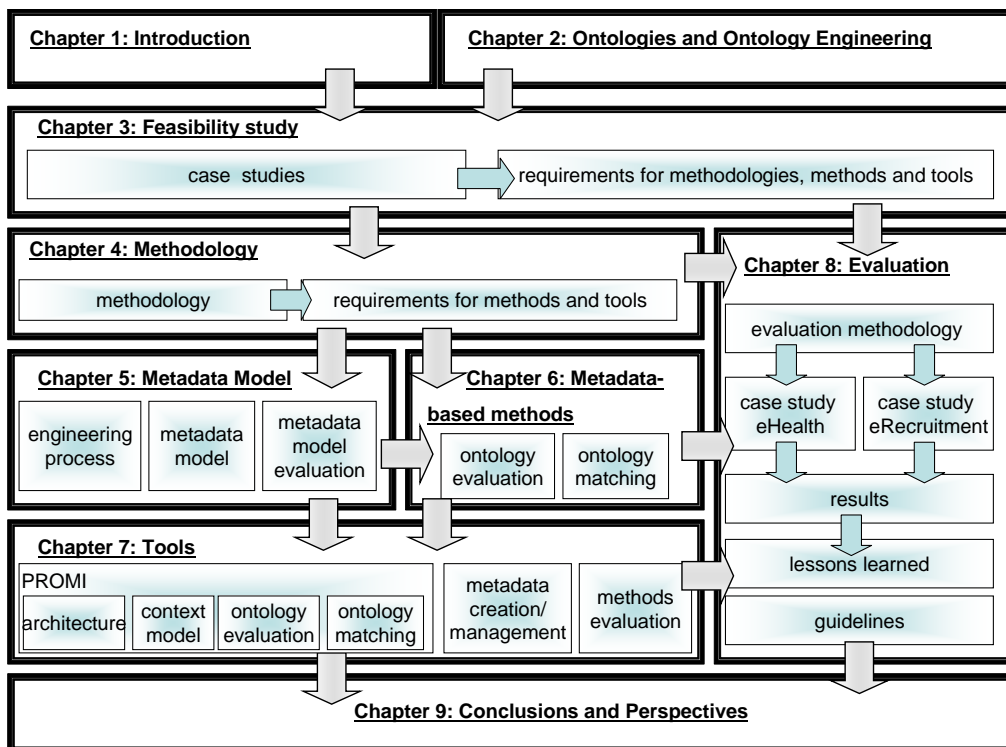 Chapter 1: Introduction
Chapter 2: Ontologies and Ontology Engineering
Chapter 3: Feasibility study
case studies
requirements for methodologies, methods and tools
Chapter 4: Methodology
methodology
requirements for methods and tools
Chapter 5: Metadata Model
engineering
process
metadata
model
metadata
model
evaluation
Chapter 6: Metadata-
based methods
ontology
evaluation
ontology
matching
Chapter 7: Tools
PROMI
architecture
context
model
ontology
evaluation
ontology
matching
metadata
creation/
management
methods
evaluation
Chapter 8: Evaluation
evaluation methodology
case study
eHealth
case study
eRecruitment
results
lessons learned
guidelines
Chapter 9: Conclusions and Perspectives